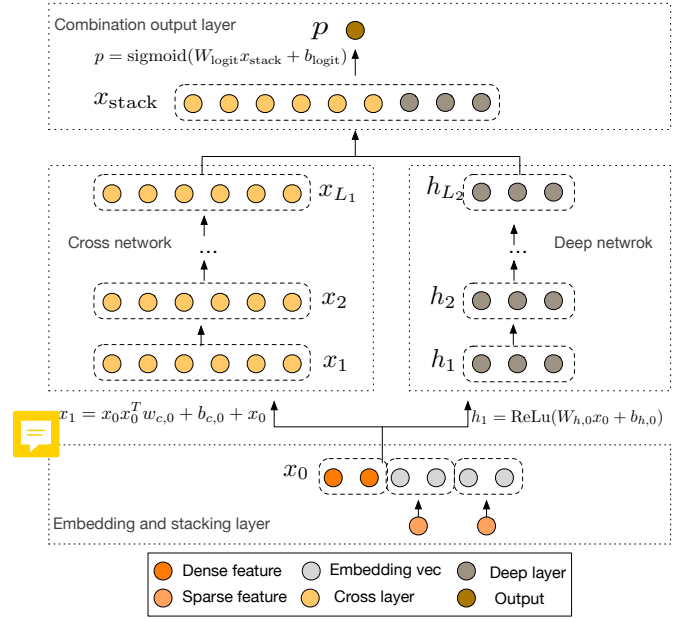 Combination output layer
p
p = sigmoid(W_logit x_stack + b_logit)
x_stack
x_{L_1}
h_{L_2}
Cross network
...
...
Deep netwrok
x_2
h_2
x_1
h_1
x_1 = x_0 x_0^T w_{c,0} + b_{c,0} + x_0
h_1 = ReLu(W_{h,0} x_0 + b_{h,0})
x_0
Embedding and stacking layer
Dense feature
Embedding vec
Deep layer
Sparse feature
Cross layer
Output